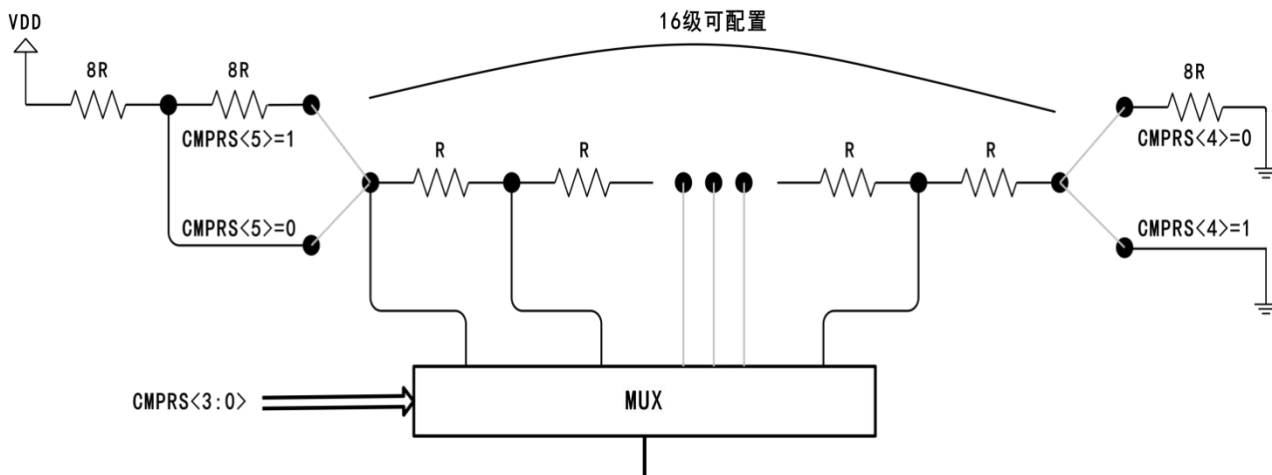 VDD
16级可配置
8R
8R
8R
CMPRS<5>=1
CMPRS<4>=0
R
R
R
R
CMPRS<5>=0
CMPRS<4>=1
CMPRS<3:0>
MUX